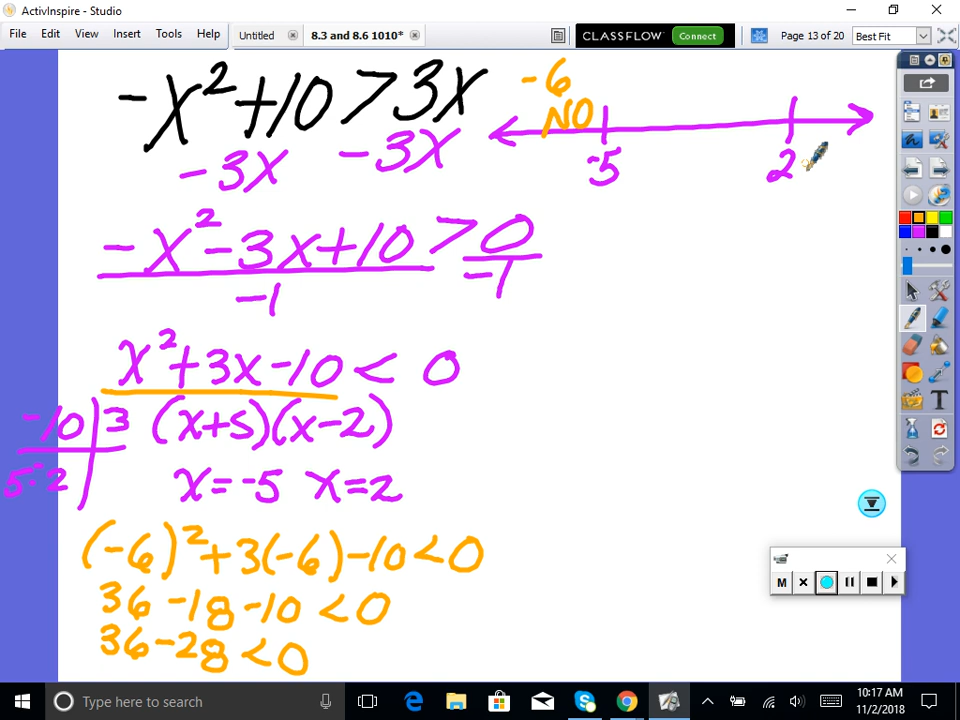 ActivInspire - Studio
File Edit View Insert Tools Help Untitled 8.3 and 8.6 1010* CLASSFLOW Connect Page 13 of 20 Best Fit
-x²+10>3x
-3x -3x
-6
NO
-5 2
-x²-3x+10>0
-1 -1
x²+3x-10<0
-10 3 (x+5)(x-2)
5·-2 x=-5 x=2
(-6)²+3(-6)-10<0
36-18-10<0
36-28<0
M
Type here to search
10:17 AM
11/2/2018